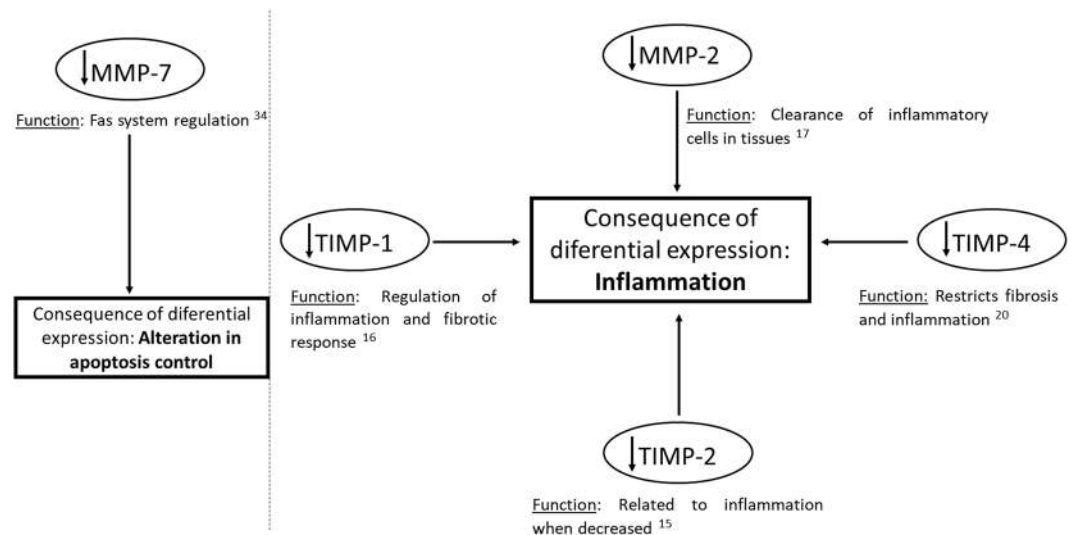 ↓MMP-7
Function: Fas system regulation 34
Consequence of diferential
expression: Alteration in
apoptosis control
↓MMP-2
Function: Clearance of inflammatory
cells in tissues 17
↓TIMP-1
Function: Regulation of
inflammation and fibrotic
response 16
Consequence of
diferential expression:
Inflammation
↓TIMP-4
Function: Restricts fibrosis
and inflammation 20
↓TIMP-2
Function: Related to inflammation
when decreased 15